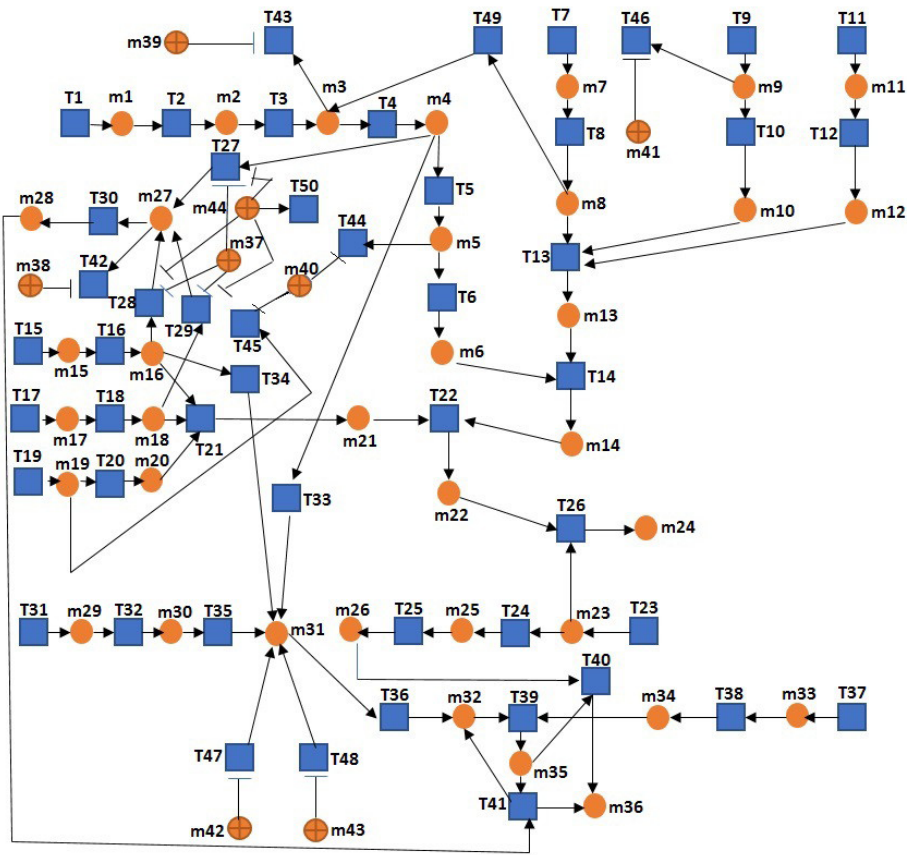 T43 T49 T7 T46 T9 T11
m39
m3 m7 m9 m11
T1 m1 T2 m2 T3 T4 m4
T8 T10 T12
m41
T27
m28 T30 m27 m44 T50 T5
m8 m10 m12
T44 m5
m37 T13
m38 T42 m40
T28 T29 T6
m13
T15 T16 T45
m15 m16 m6
T34 T14
T17 T18 T22
m17 m18 T21 m21 m14
T19 m19 T20 m20
T33 m22 T26 m24
T31 m29 T32 m30 T35 m31 m26 T25 m25 T24 m23 T23
T40
T36 m32 T39 m34 T38 m33 T37
T47 T48 m35
T41 m36
m42 m43